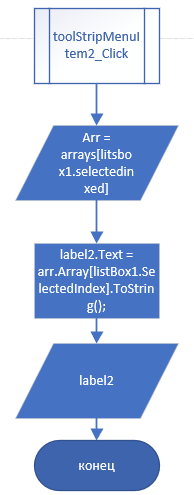 toolStripMenuI
tem2_Click
Arr =
arrays[litsbo
x1.selectedin
xed]
label2.Text =
arr.Array[listBox1.Se
lectedIndex].ToStrin
g();
label2
конец